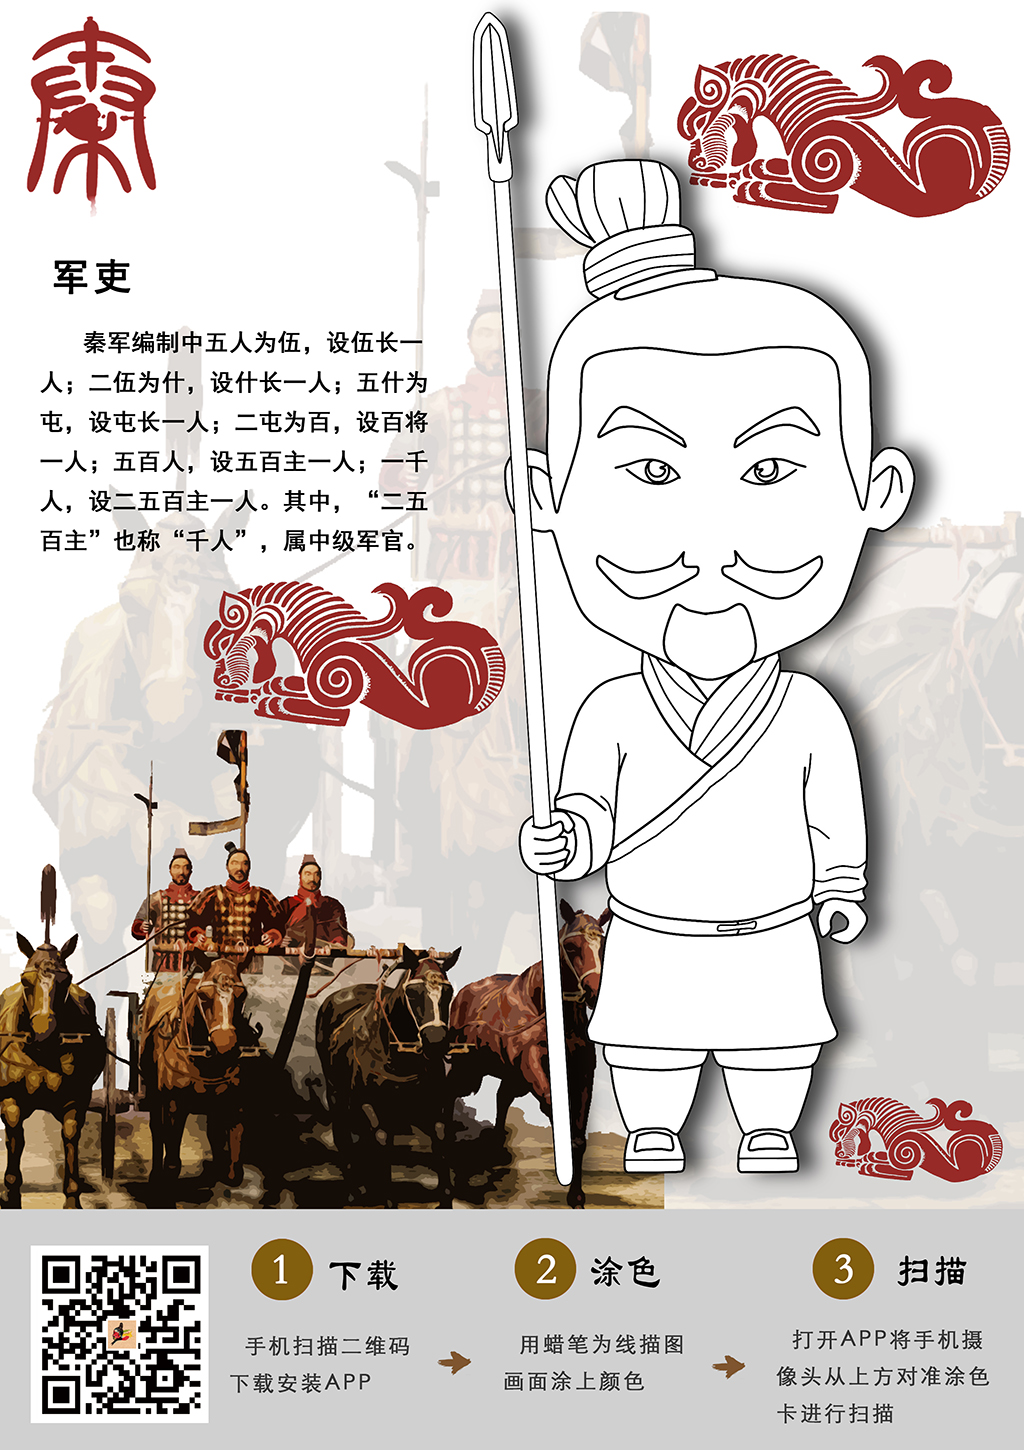 秦
军吏
秦军编制中五人为伍，设伍长一
人；二伍为什，设什长一人；五什为
屯，设屯长一人；二屯为百，设百将
一人；五百人，设五百主一人；一千
人，设二五百主一人。其中，“二五
百主”也称“千人”，属中级军官。
1 下载
手机扫描二维码
下载安装APP
2 涂色
用蜡笔为线描图
画面涂上颜色
3 扫描
打开APP将手机摄
像头从上方对准涂色
卡进行扫描